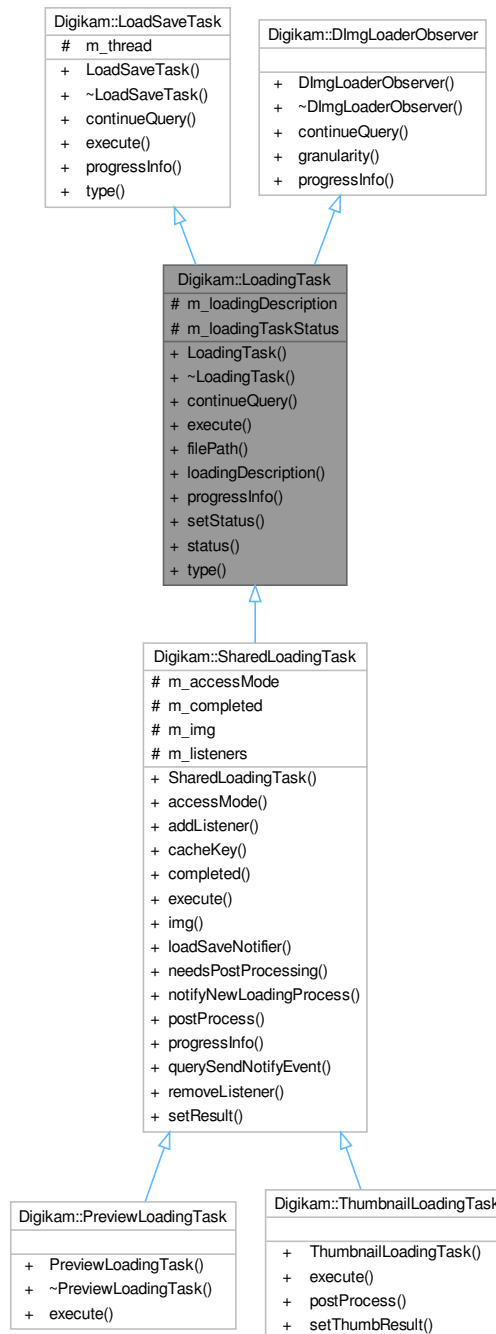 Digikam::LoadSaveTask
# m_thread
+ LoadSaveTask()
+ ~LoadSaveTask()
+ continueQuery()
+ execute()
+ progressInfo()
+ type()
Digikam::DImgLoaderObserver
+ DImgLoaderObserver()
+ ~DImgLoaderObserver()
+ continueQuery()
+ granularity()
+ progressInfo()
Digikam::LoadingTask
# m_loadingDescription
# m_loadingTaskStatus
+ LoadingTask()
+ ~LoadingTask()
+ continueQuery()
+ execute()
+ filePath()
+ loadingDescription()
+ progressInfo()
+ setStatus()
+ status()
+ type()
Digikam::SharedLoadingTask
# m_accessMode
# m_completed
# m_img
# m_listeners
+ SharedLoadingTask()
+ accessMode()
+ addListener()
+ cacheKey()
+ completed()
+ execute()
+ img()
+ loadSaveNotifier()
+ needsPostProcessing()
+ notifyNewLoadingProcess()
+ postProcess()
+ progressInfo()
+ querySendNotifyEvent()
+ removeListener()
+ setResult()
Digikam::PreviewLoadingTask
+ PreviewLoadingTask()
+ ~PreviewLoadingTask()
+ execute()
Digikam::ThumbnailLoadingTask
+ ThumbnailLoadingTask()
+ execute()
+ postProcess()
+ setThumbResult()